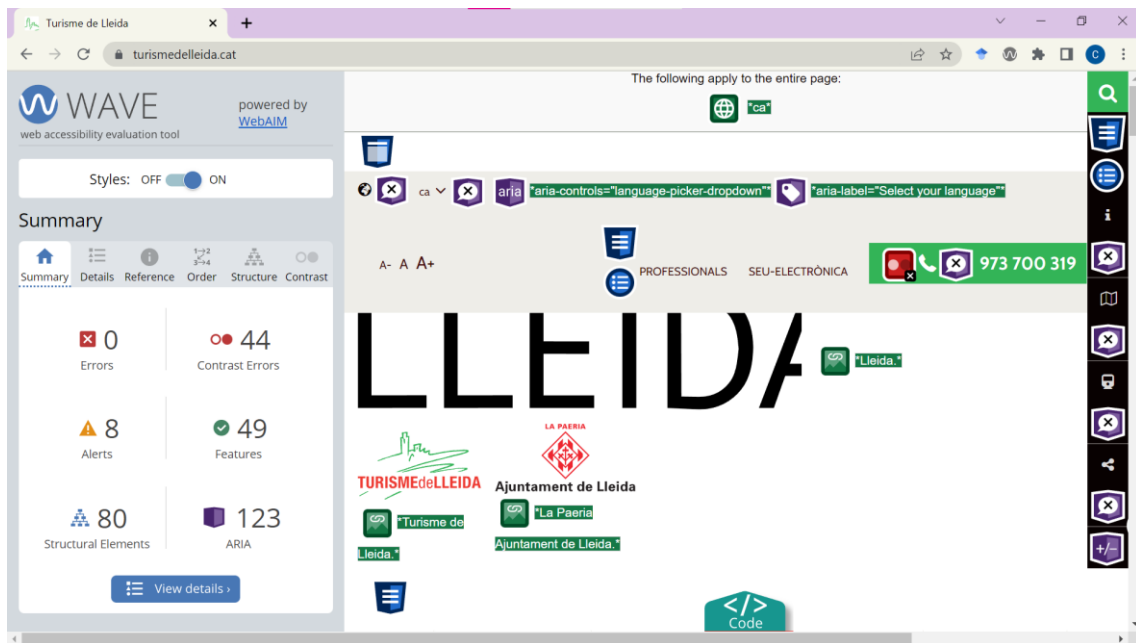 Turisme de Lleida
turismedelleida.cat
C
WAVE
web accessibility evaluation tool
powered by
WebAIM
Styles: OFF ON
Summary
Summary Details Reference Order Structure Contrast
0
Errors
44
Contrast Errors
8
Alerts
49
Features
80
Structural Elements
123
ARIA
View details ›
The following apply to the entire page:
*ca*
ca
aria
*aria-controls="language-picker-dropdown"*
*aria-label="Select your language"*
A- A A+
PROFESSIONALS SEU-ELECTRÒNICA
973 700 319
LLEIDA
*Lleida.*
TURISMEdeLLEIDA
*Turisme de
Lleida.*
LA PAERIA
Ajuntament de Lleida
*La Paeria
Ajuntament de Lleida.*
+/-
</>
Code